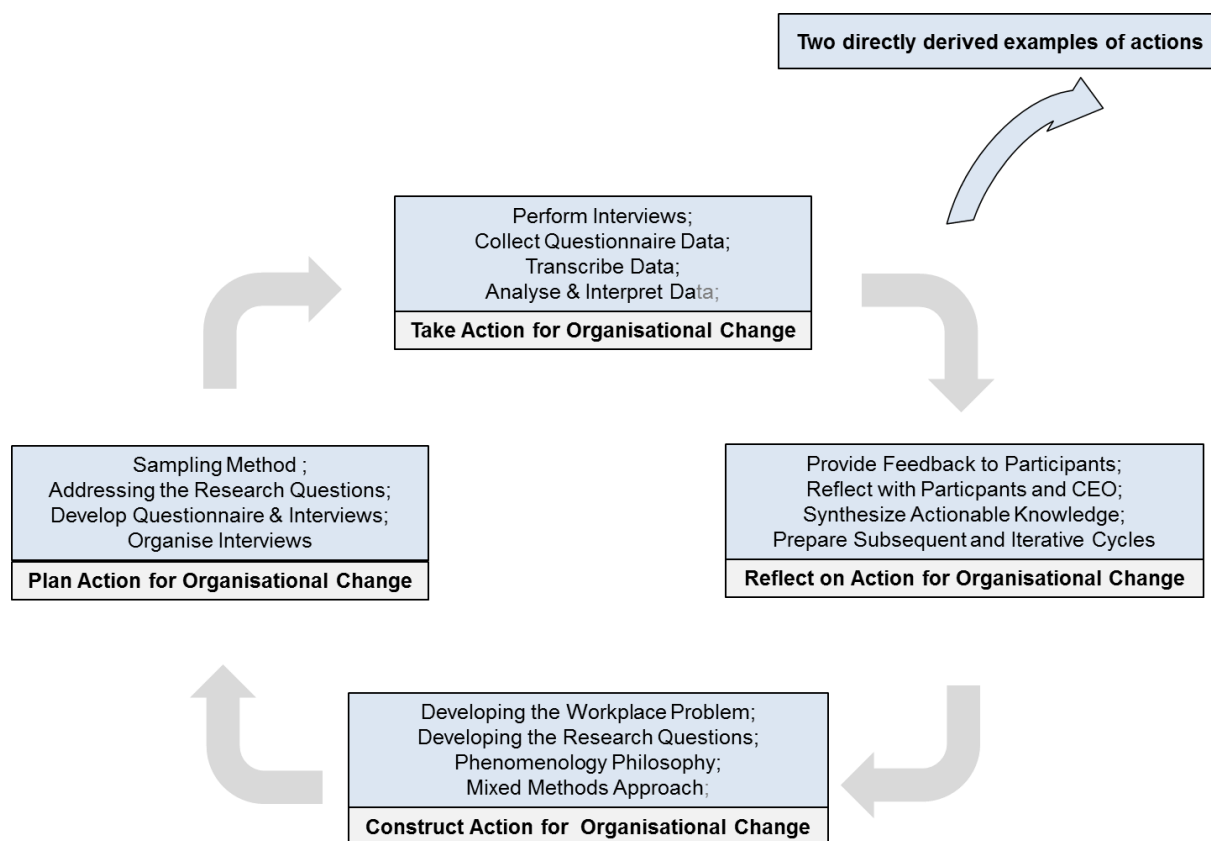 Two directly derived examples of actions
Perform Interviews;
Collect Questionnaire Data;
Transcribe Data;
Analyse & Interpret Data;
Take Action for Organisational Change
Sampling Method ;
Addressing the Research Questions;
Develop Questionnaire & Interviews;
Organise Interviews
Plan Action for Organisational Change
Provide Feedback to Participants;
Reflect with Particpants and CEO;
Synthesize Actionable Knowledge;
Prepare Subsequent and Iterative Cycles
Reflect on Action for Organisational Change
Developing the Workplace Problem;
Developing the Research Questions;
Phenomenology Philosophy;
Mixed Methods Approach;
Construct Action for Organisational Change